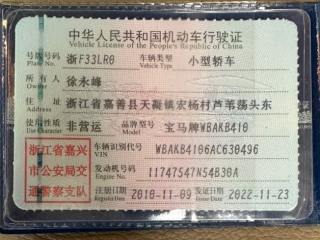 中华人民共和国机动车行驶证
Vehicle License of the People's Republic of China
号牌号码 浙F33LR0 车辆类型 小型轿车
Plate No. Vehicle Type
所有人 徐永峰
Owner
住址 浙江省嘉善县天凝镇宏杨村芦苇荡头东
Address
使用性质 非营运 品牌型号 宝马牌WBAKB410
Use Character Model
浙江省嘉兴
市公安局交
通警察支队
车辆识别代号 WBAKB4106AC630496
VIN
发动机号码 11747547N54B30A
Engine No.
注册日期 2010-11-09 发证日期 2022-11-23
Register Date Issue Date